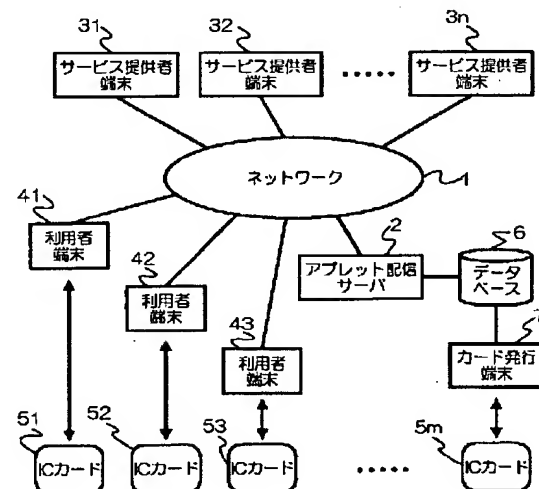 31
32
3n
サービス提供者
端末
サービス提供者
端末
.....
サービス提供者
端末
ネットワーク
1
41
利用者
端末
42
利用者
端末
43
利用者
端末
2
アプレット配信
サーバ
6
データ
ベース
7
カード発行
端末
51
ICカード
52
ICカード
53
ICカード
.....
5m
ICカード